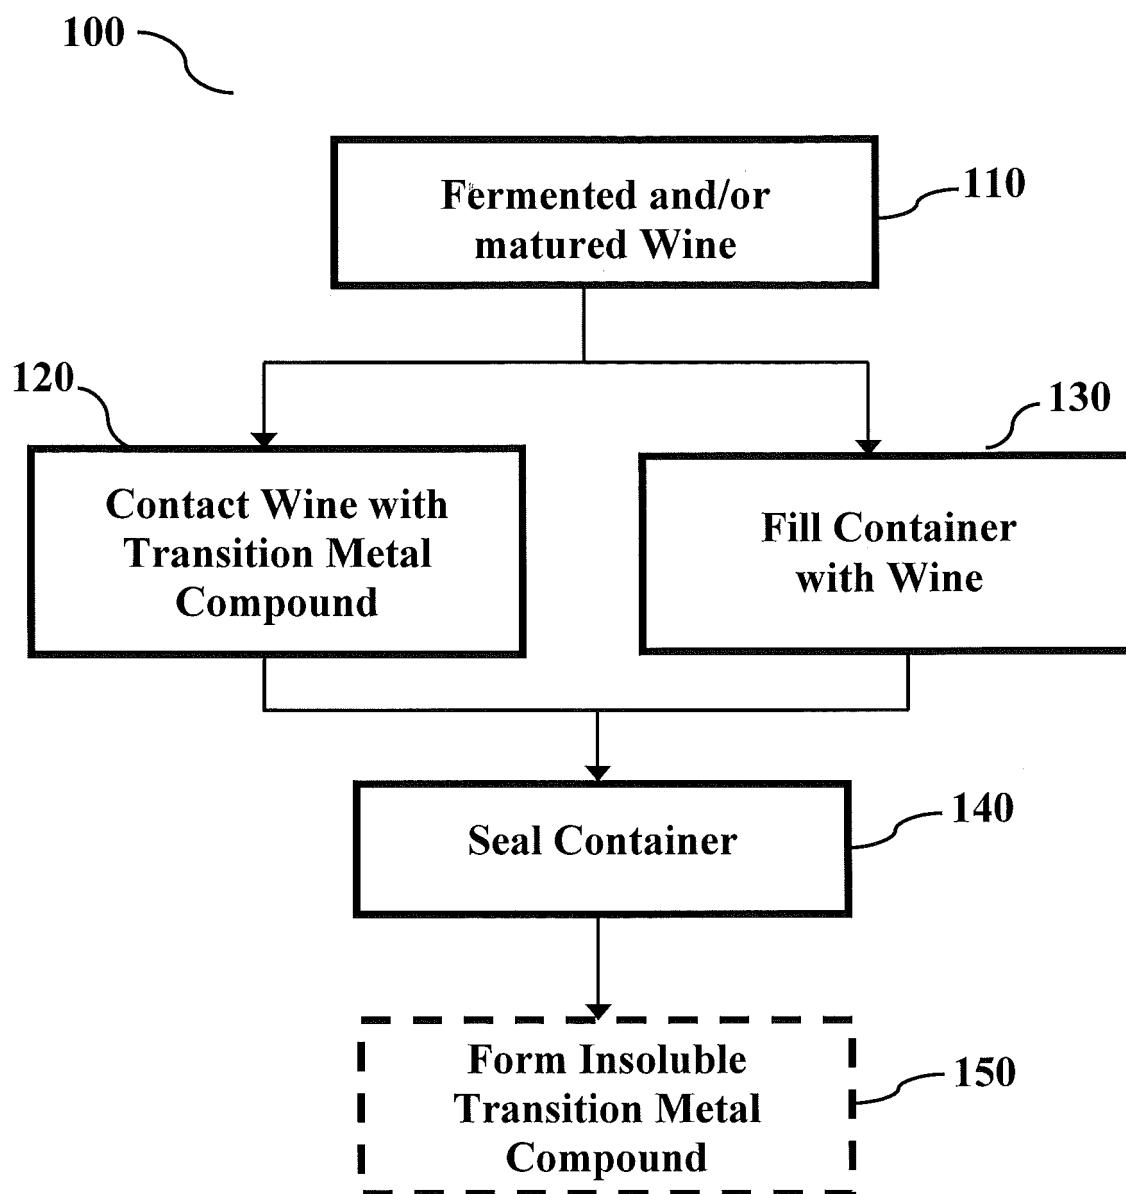 100
Fermented and/or
matured Wine
110
120
130
Contact Wine with
Transition Metal
Compound
Fill Container
with Wine
Seal Container
140
Form Insoluble
Transition Metal
Compound
150